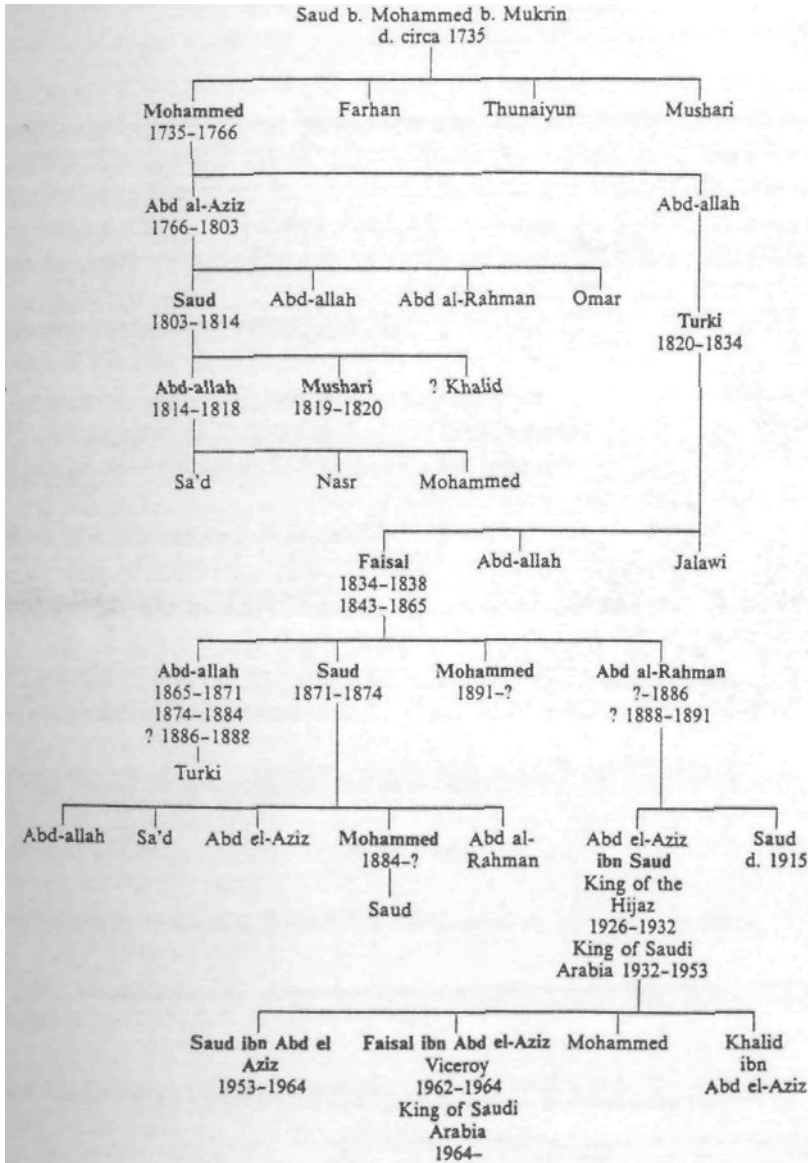 Saud b. Mohammed b. Mukrin
d. circa 1735
Mohammed
1735–1766
Farhan
Thunaiyun
Mushari
Abd al-Aziz
1766–1803
Abd-allah
Saud
1803–1814
Abd-allah
Abd al-Rahman
Omar
Turki
1820–1834
Abd-allah
1814–1818
Mushari
1819–1820
? Khalid
Sa'd
Nasr
Mohammed
Faisal
1834–1838
1843–1865
Abd-allah
Jalawi
Abd-allah
1865–1871
1874–1884
? 1886–1888
Turki
Saud
1871–1874
Mohammed
1891–?
Abd al-Rahman
?–1886
? 1888–1891
Abd-allah
Sa'd
Abd el-Aziz
Mohammed
1884–?
Saud
Abd al-
Rahman
Abd el-Aziz
ibn Saud
King of the
Hijaz
1926–1932
King of Saudi
Arabia 1932–1953
Saud
d. 1915
Saud ibn Abd el
Aziz
1953–1964
Faisal ibn Abd el-Aziz
Viceroy
1962–1964
King of Saudi
Arabia
1964–
Mohammed
Khalid
ibn
Abd el-Aziz